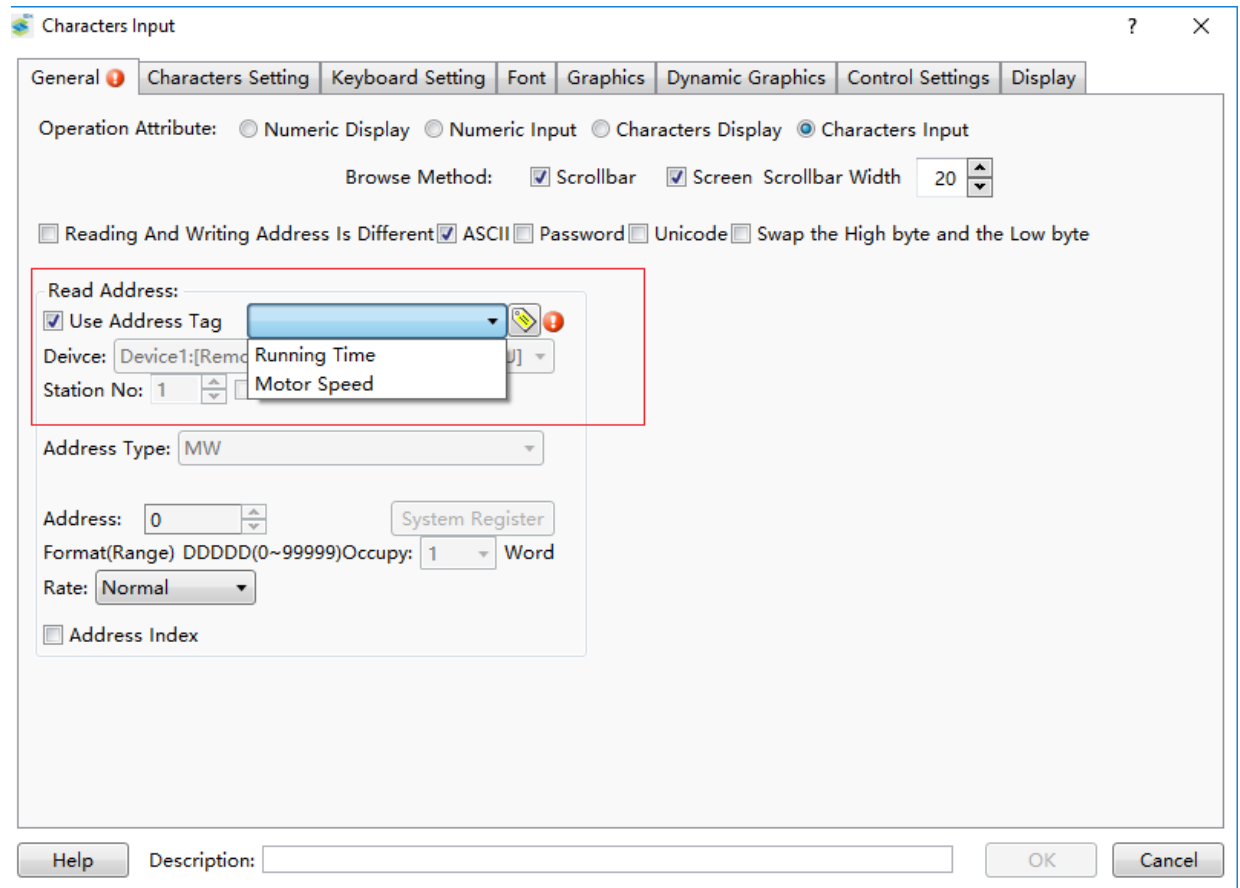 Characters Input ?
General Characters Setting Keyboard Setting Font Graphics Dynamic Graphics Control Settings Display
Operation Attribute: Numeric Display Numeric Input Characters Display Characters Input
Browse Method: Scrollbar Screen Scrollbar Width 20
Reading And Writing Address Is Different ASCII Password Unicode Swap the High byte and the Low byte
Read Address:
Use Address Tag
Deivce: Device1:[Remo
Running Time
Station No: 1
Motor Speed
Address Type: MW
Address: 0 System Register
Format(Range) DDDDD(0~99999)Occupy: 1 Word
Rate: Normal
Address Index
Help Description: OK Cancel